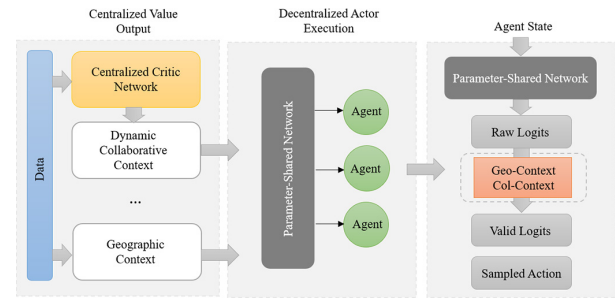 Centralized Value
Output
Data
Centralized Critic
Network
Dynamic
Collaborative
Context
...
Geographic
Context
Decentralized Actor
Execution
Parameter-Shared Network
Agent
Agent
Agent
Agent State
Parameter-Shared Network
Raw Logits
Geo-Context
Col-Context
Valid Logits
Sampled Action